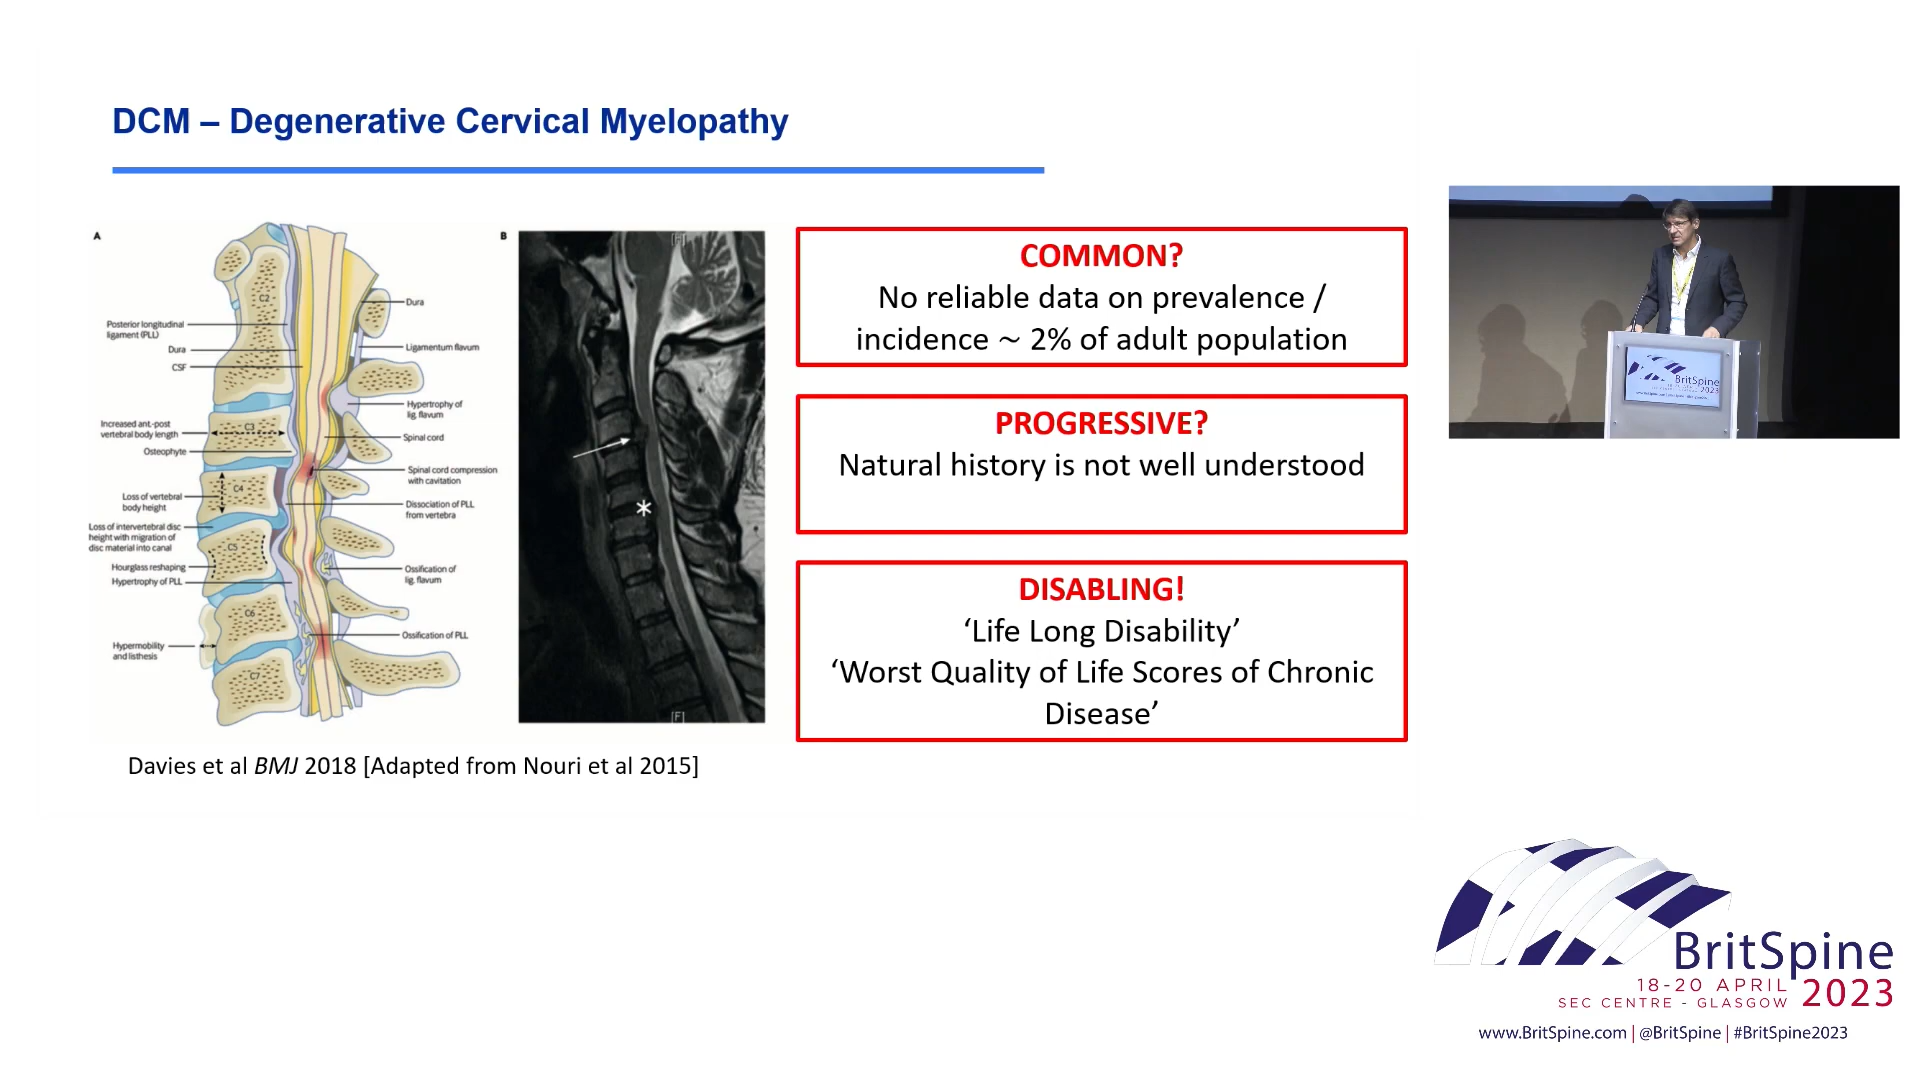 DCM – Degenerative Cervical Myelopathy
A
Posterior longitudinal
ligament (PLL)
Dura
CSF
Increased ant.-post
vertebral body length
Osteophyte
Loss of vertebral
body height
Loss of intervertebral disc
height with migration of
disc material into canal
Hourglass reshaping
Hypertrophy of PLL
Hypermobility
and listhesis
C2
C3
C4
C5
C6
C7
Dura
Ligamentum flavum
Hypertrophy of
lig. flavum
Spinal cord
Spinal cord compression
with cavitation
Dissociation of PLL
from vertebra
Ossification of
lig. flavum
Ossification of PLL
B
[H]
*
[F]
Davies et al BMJ 2018 [Adapted from Nouri et al 2015]
COMMON?
No reliable data on prevalence /
incidence ~ 2% of adult population
PROGRESSIVE?
Natural history is not well understood
DISABLING!
‘Life Long Disability’
‘Worst Quality of Life Scores of Chronic
Disease’
BritSpine
2023
BritSpine
18-20 APRIL
SEC CENTRE - GLASGOW
2023
www.BritSpine.com | @BritSpine | #BritSpine2023